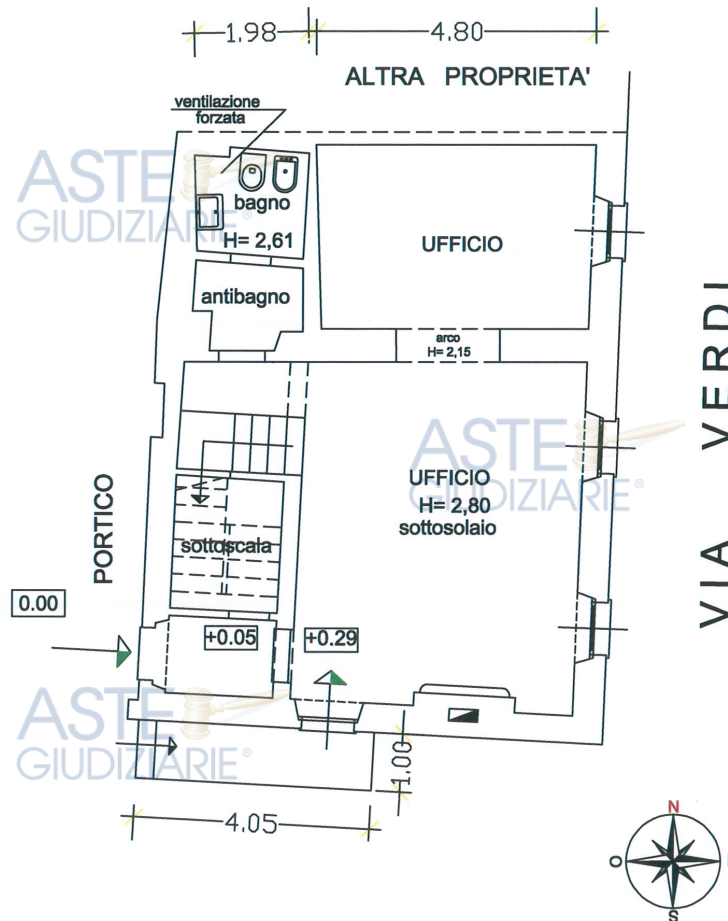 1.98
4.80
ALTRA PROPRIETA'
ventilazione
forzata
ASTE
GIUDIZIARIE®
bagno
H= 2,61
UFFICIO
antibagno
arco
H= 2,15
VIA VERDI
ASTE
GIUDIZIARIE®
UFFICIO
H= 2,80
sottosolaio
PORTICO
sottoscala
0.00
+0.05
+0.29
ASTE
GIUDIZIARIE®
1.00
4.05
N
O
S